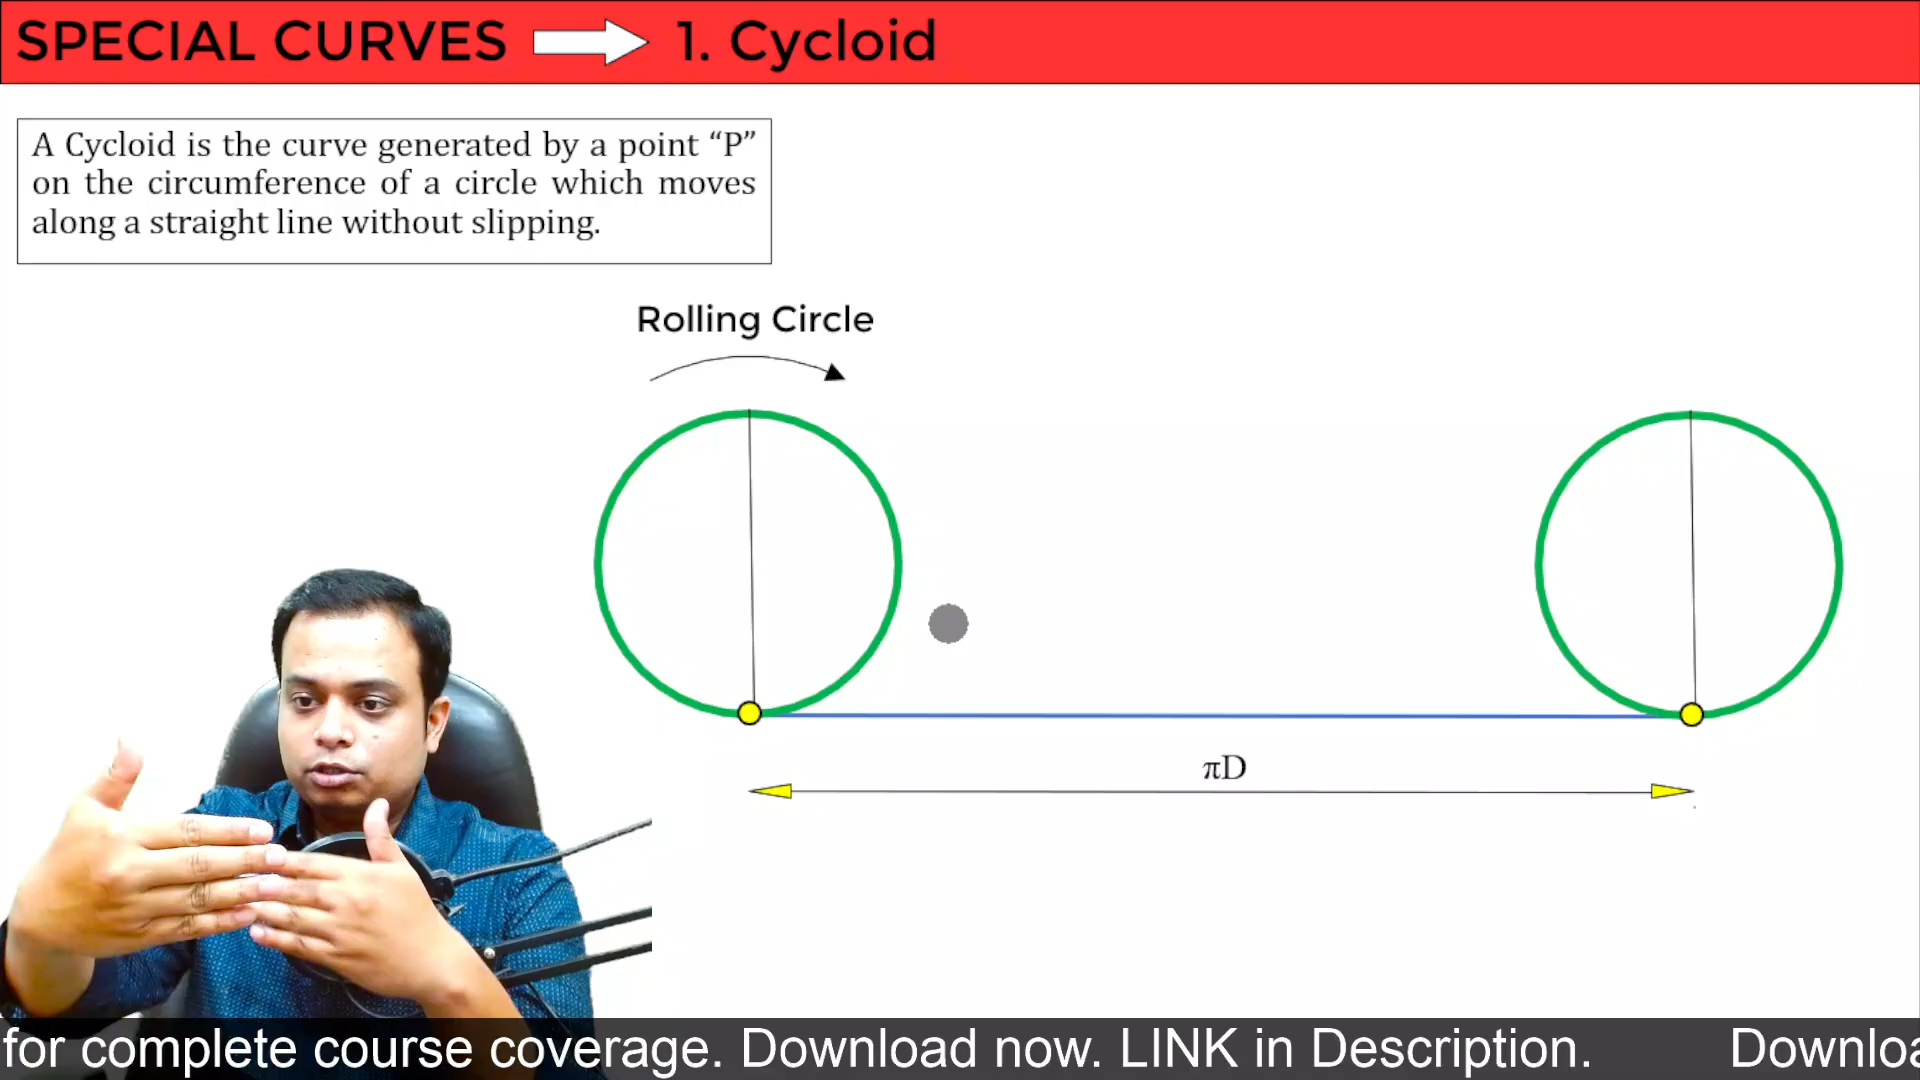 SPECIAL CURVES 1. Cycloid
A Cycloid is the curve generated by a point “P”
on the circumference of a circle which moves
along a straight line without slipping.
Rolling Circle
πD
for complete course coverage. Download now. LINK in Description. Downloa